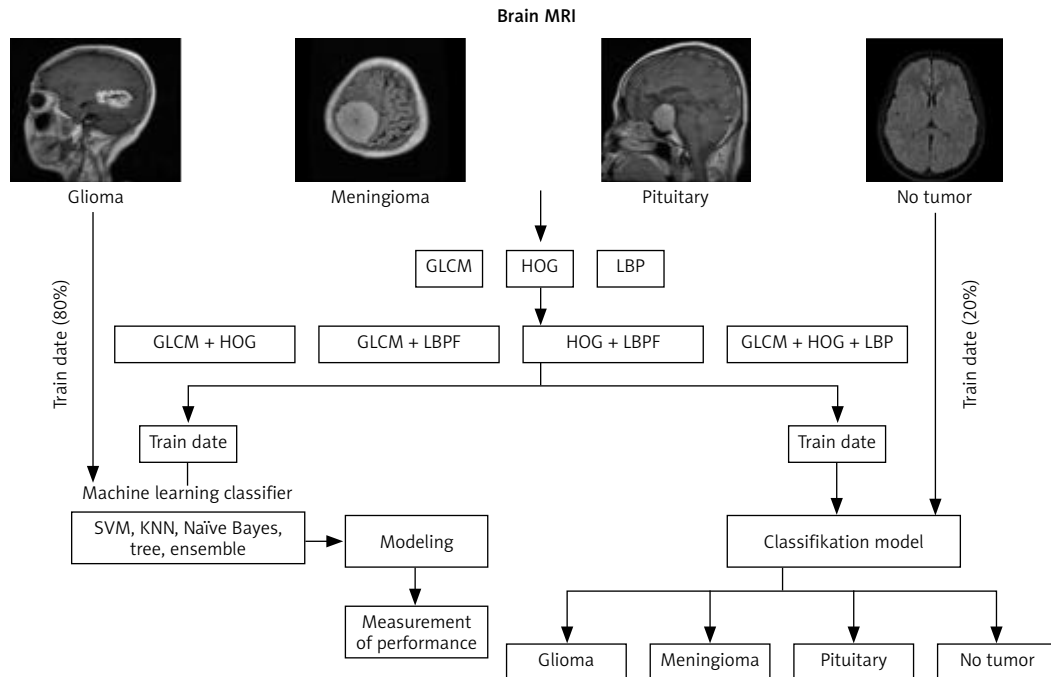 Brain MRI
Glioma
Meningioma
Pituitary
No tumor
GLCM
HOG
LBP
Train date (80%)
Train date (20%)
GLCM + HOG
GLCM + LBPF
HOG + LBPF
GLCM + HOG + LBP
Train date
Train date
Machine learning classifier
SVM, KNN, Naïve Bayes,
tree, ensemble
Modeling
Classifikation model
Measurement
of performance
Glioma
Meningioma
Pituitary
No tumor